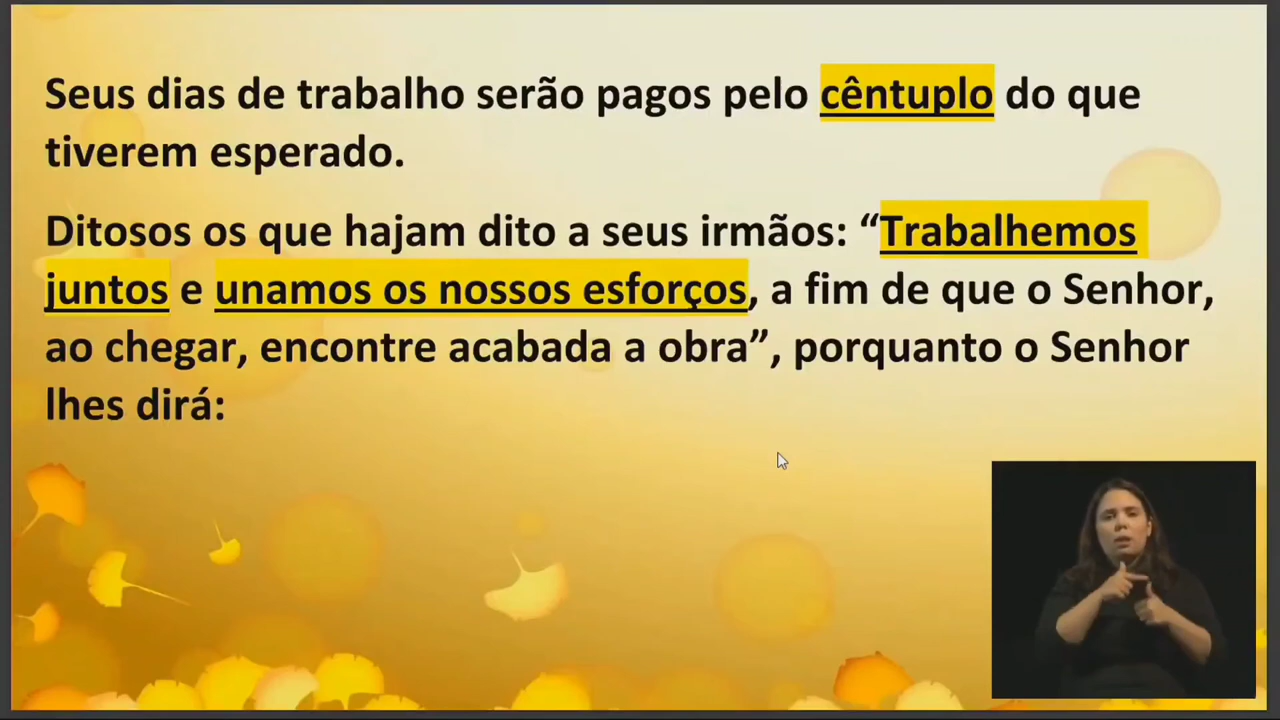 Seus dias de trabalho serão pagos pelo cêntuplo do que
tiverem esperado.
Ditosos os que hajam dito a seus irmãos: “Trabalhemos
juntos e unamos os nossos esforços, a fim de que o Senhor,
ao chegar, encontre acabada a obra”, porquanto o Senhor
lhes dirá: